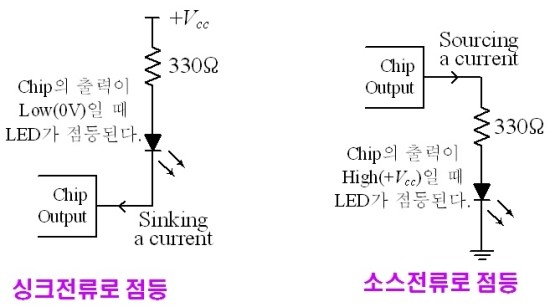 +Vcc
330Ω
Chip의 출력이
Low(0V)일 때
LED가 점등된다.
Chip
Output
Sinking
a current
싱크전류로 점등
Sourcing
a current
Chip
Output
330Ω
Chip의 출력이
High(+Vcc)일 때
LED가 점등된다.
소스전류로 점등